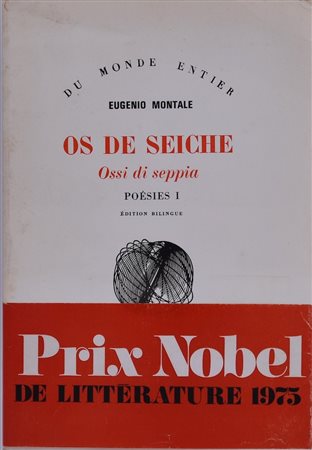 DU MONDE ENTIER
EUGENIO MONTALE
OS DE SEICHE
Ossi di seppia
POÉSIES I
ÉDITION BILINGUE
Prix Nobel
DE LITTÉRATURE 1975